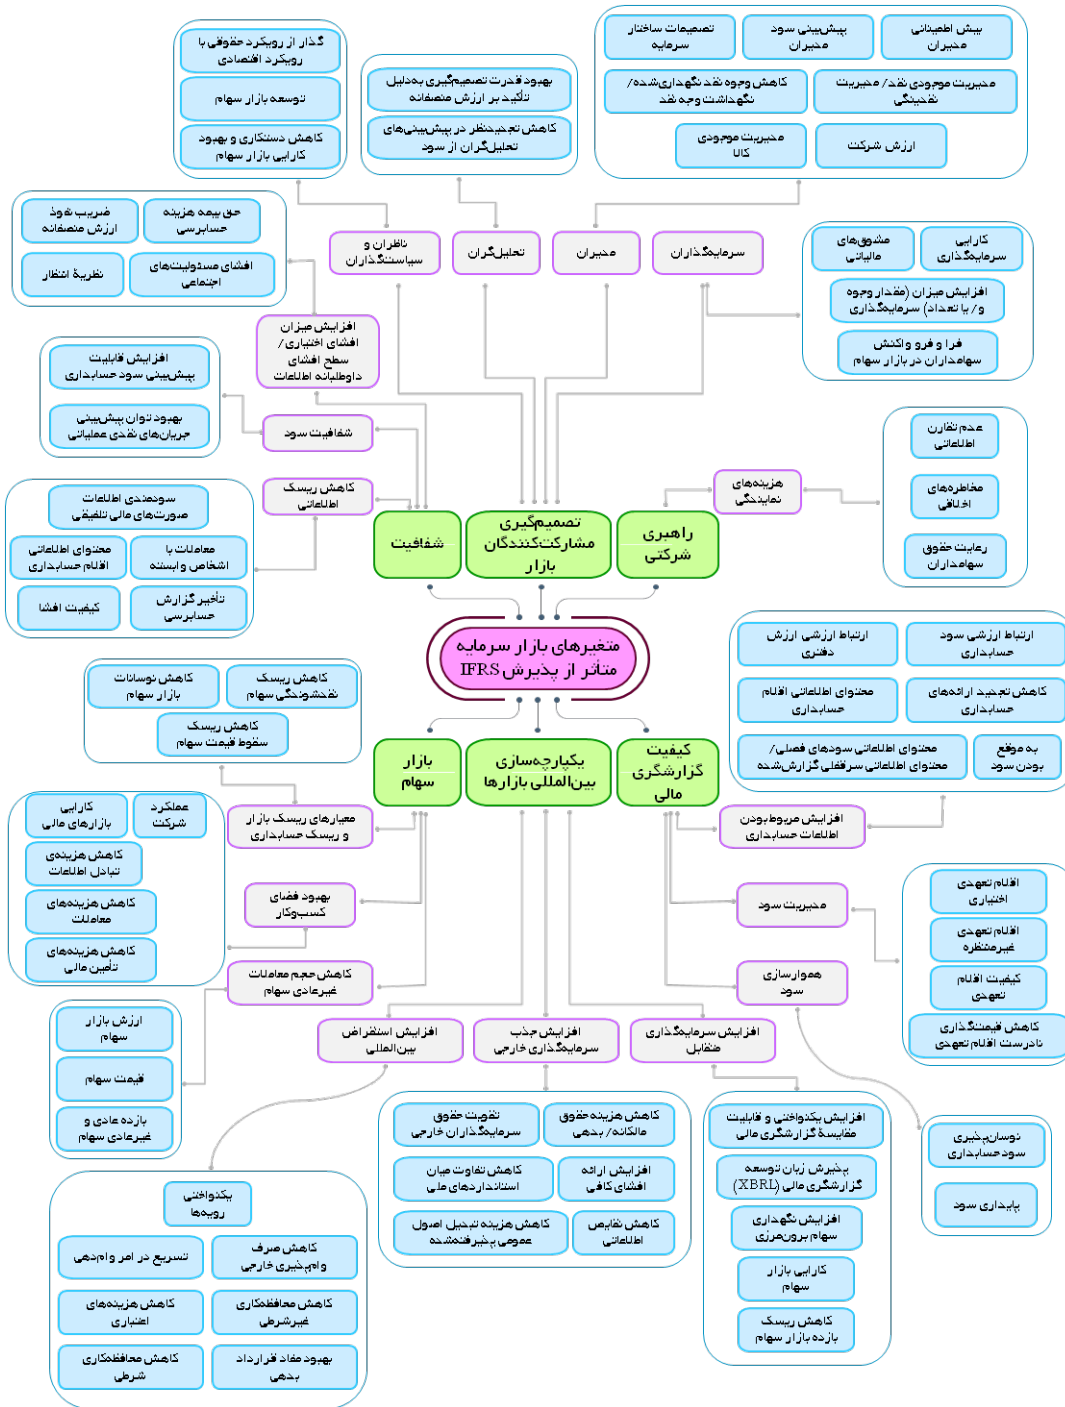 گذار از رویکرد حقوقی با
رویکرد اقتصادی
توسعه بازار سهام
کاهش دستکاری و بهبود
کارایی بازار سهام
بهبود قدرت تصمیم‌گیری به‌دلیل
تأکید بر ارزش منصفانه
کاهش تجدیدنظر در پیش‌بینی‌های
تحلیل‌گران از سود
بیش اطمینانی
مدیران
پیش‌بینی سود
مدیران
تصمیمات ساختار
سرمایه
مدیریت موجودی نقد/ مدیریت
نقدینگی
کاهش وجوه نقد نگهداری‌شده/
نگهداشت وجه نقد
ارزش شرکت
مدیریت موجودی
کالا
حق بیمه هزینه
حسابرسی
ضریب نفوذ
ارزش منصفانه
افشای مسئولیت‌های
اجتماعی
نظریهٔ انتظار
ناظران و
سیاست‌گذاران
تحلیل‌گران
مدیران
سرمایه‌گذاران
کارایی
سرمایه‌گذاری
مشوق‌های
مالیاتی
افزایش میزان (مقدار وجوه
و/ یا تعداد) سرمایه‌گذاری
فرا و فرو واکنش
سهامداران در بازار سهام
افزایش میزان
افشای اختیاری/
سطح افشای
داوطلبانه اطلاعات
افزایش قابلیت
پیش‌بینی سود حسابداری
بهبود توان پیش‌بینی
جریان‌های نقدی عملیاتی
شفافیت سود
کاهش ریسک
اطلاعاتی
سودمندی اطلاعات
صورت‌های مالی تلفیقی
معاملات با
اشخاص وابسته
محتوای اطلاعاتی
اقلام حسابداری
تأخیر گزارش
حسابرسی
کیفیت افشا
هزینه‌های
نمایندگی
عدم تقارن
اطلاعاتی
مخاطره‌های
اخلاقی
رعایت حقوق
سهامداران
راهبری
شرکتی
تصمیم‌گیری
مشارکت‌کنندگان
بازار
شفافیت
متغیرهای بازار سرمایه
متأثر از پذیرش IFRS
کیفیت
گزارشگری
مالی
یکپارچه‌سازی
بین‌المللی بازارها
بازار
سهام
ارتباط ارزشی سود
حسابداری
ارتباط ارزشی ارزش
دفتری
کاهش تجدید ارائه‌های
حسابداری
محتوای اطلاعاتی اقلام
حسابداری
به موقع
بودن سود
محتوای اطلاعاتی سودهای فصلی/
محتوای اطلاعاتی سرقفلی گزارش‌شده
کاهش ریسک
نقدشوندگی سهام
کاهش نوسانات
بازار سهام
کاهش ریسک
سقوط قیمت سهام
معیارهای ریسک بازار
و ریسک حسابداری
عملکرد
شرکت
کارایی
بازارهای مالی
کاهش هزینه‌ی
تبادل اطلاعات
کاهش هزینه‌های
معاملات
کاهش هزینه‌های
تأمین مالی
بهبود فضای
کسب‌وکار
کاهش حجم معاملات
غیرعادی سهام
ارزش بازار
سهام
قیمت سهام
بازده عادی و
غیرعادی سهام
افزایش مربوط‌بودن
اطلاعات حسابداری
مدیریت سود
هموارسازی
سود
اقلام تعهدی
اختیاری
اقلام تعهدی
غیرمنتظره
کیفیت اقلام
تعهدی
کاهش قیمت‌گذاری
نادرست اقلام تعهدی
نوسان‌پذیری
سود حسابداری
پایداری سود
افزایش سرمایه‌گذاری
متقابل
افزایش جذب
سرمایه‌گذاری خارجی
افزایش استقراض
بین‌المللی
افزایش یکنواختی و قابلیت
مقایسهٔ گزارشگری مالی
پذیرش زبان توسعه
گزارشگری مالی (XBRL)
افزایش نگهداری
سهام برون‌مرزی
کارایی بازار
سهام
کاهش ریسک
بازده بازار سهام
کاهش هزینه حقوق
مالکانه/ بدهی
تقویت حقوق
سرمایه‌گذاران خارجی
افزایش ارائه
افشای کافی
کاهش تفاوت میان
استانداردهای ملی
کاهش نقایص
اطلاعاتی
کاهش هزینه تبدیل اصول
عمومی پذیرفته‌شده
یکنواختی
رویه‌ها
کاهش صرف
وام‌پذیری خارجی
تسریع در امر وام‌دهی
کاهش محافظه‌کاری
غیرشرطی
کاهش هزینه‌های
اعتباری
بهبود مفاد قرارداد
بدهی
کاهش محافظه‌کاری
شرطی